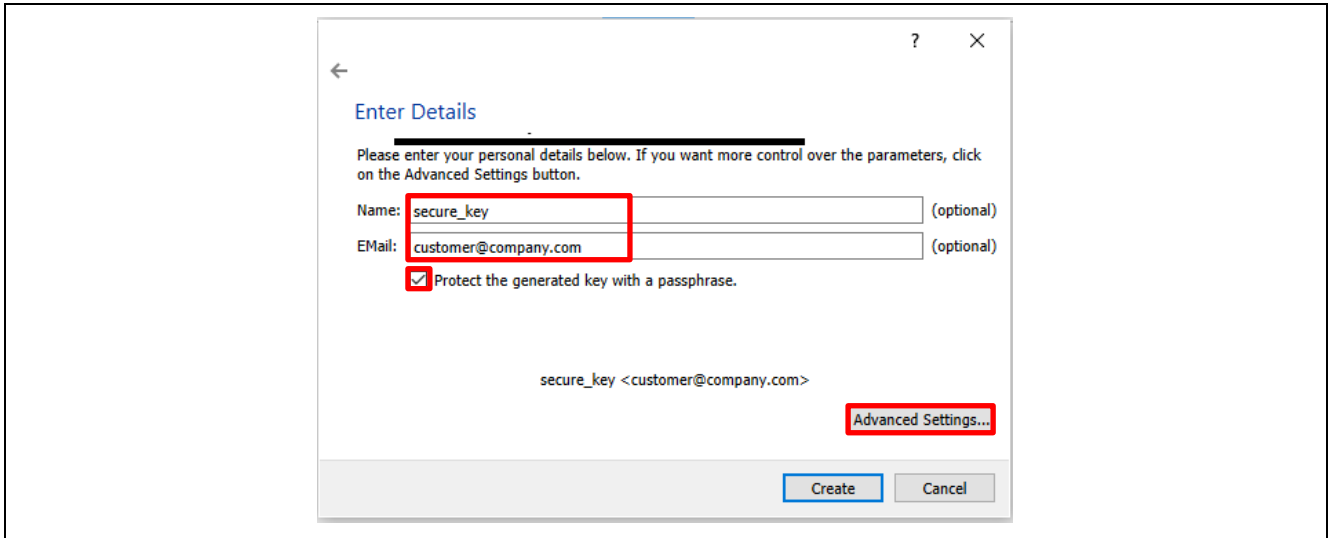 ?
Enter Details
Please enter your personal details below. If you want more control over the parameters, click
on the Advanced Settings button.
Name: secure_key (optional)
EMail: customer@company.com (optional)
Protect the generated key with a passphrase.
secure_key <customer@company.com>
Advanced Settings...
Create Cancel